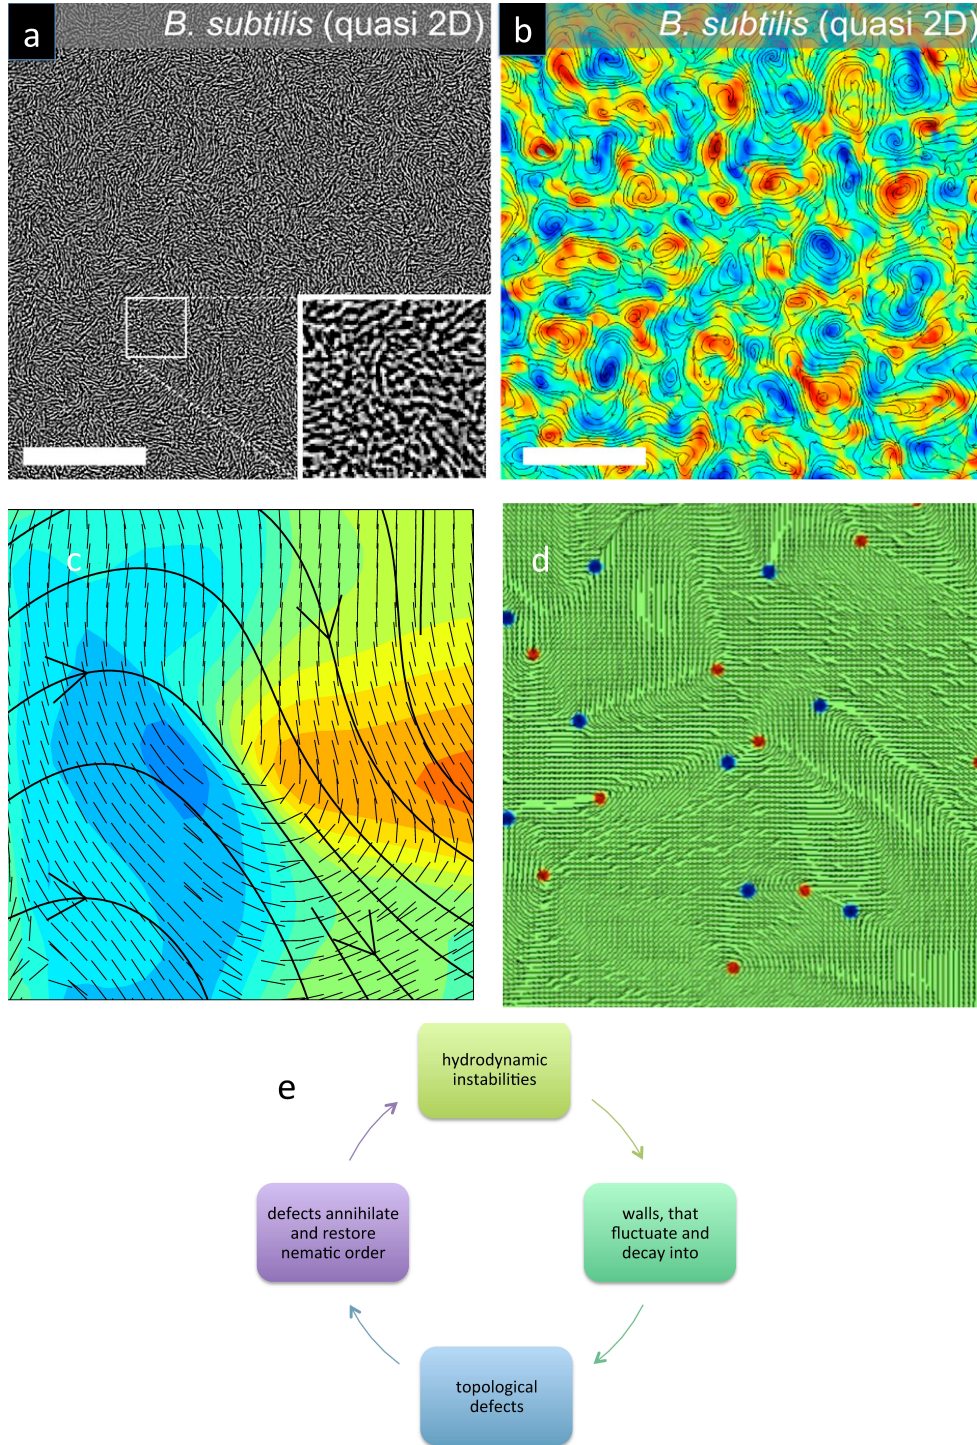 a
B. subtilis (quasi 2D)
b
B. subtilis (quasi 2D)
c
d
e
hydrodynamic
instabilities
defects annihilate
and restore
nematic order
walls, that
fluctuate and
decay into
topological
defects